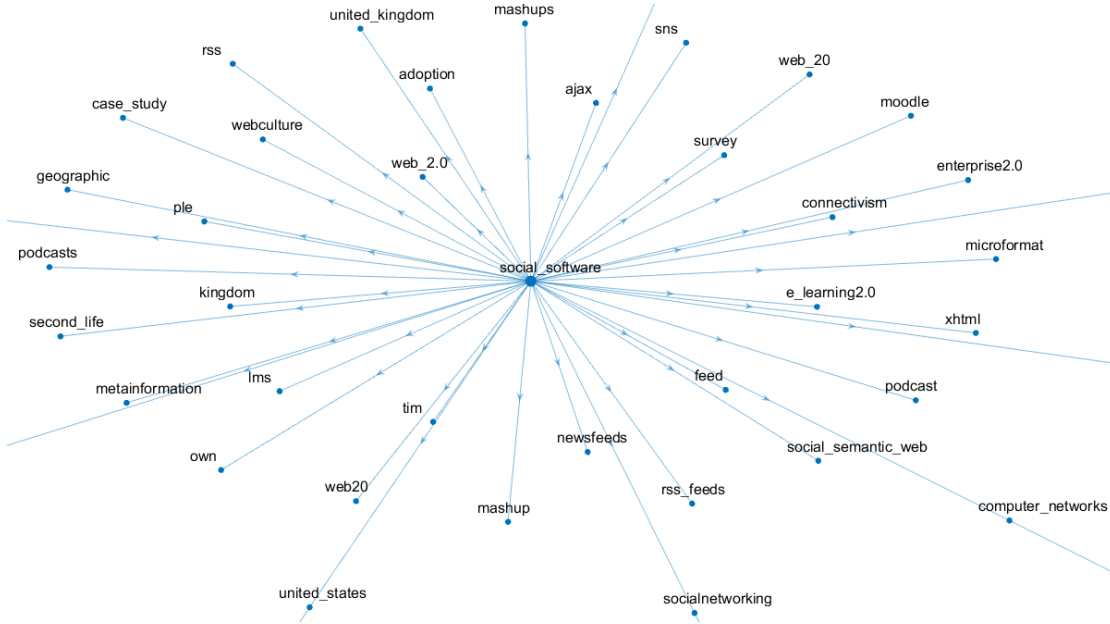 mashups
united_kingdom
sns
rss
web_20
adoption
ajax
case_study
moodle
webculture
survey
web_2.0
enterprise2.0
geographic
connectivism
ple
microformat
podcasts
social_software
kingdom
e_learning2.0
second_life
xhtml
feed
lms
metainformation
podcast
tim
newsfeeds
social_semantic_web
own
web20
rss_feeds
mashup
computer_networks
united_states
socialnetworking